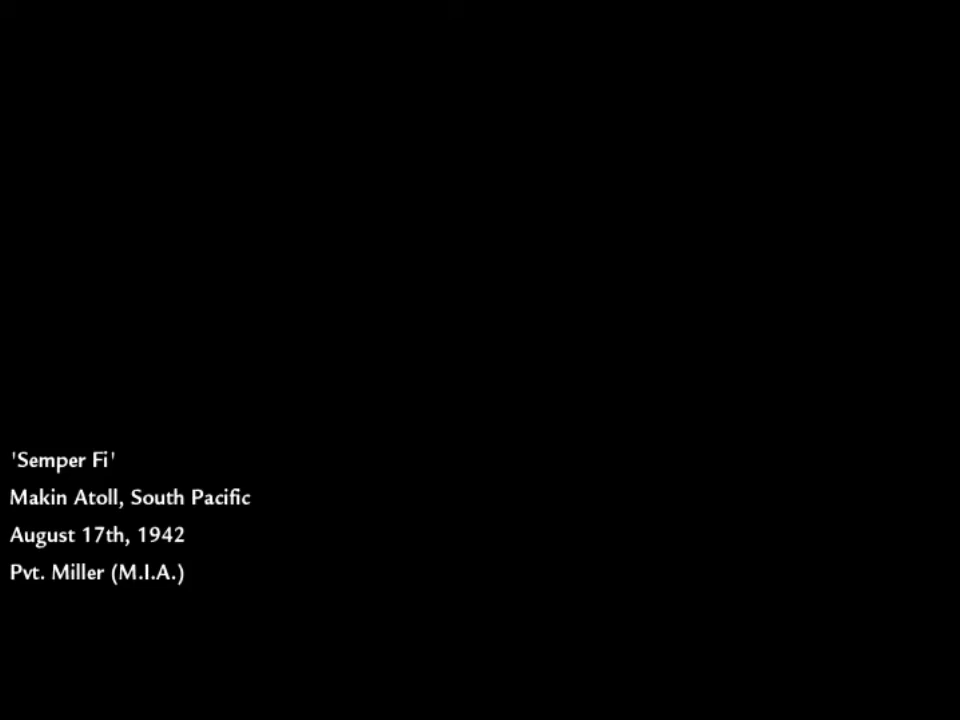 'Semper Fi'
Makin Atoll, South Pacific
August 17th, 1942
Pvt. Miller (M.I.A.)